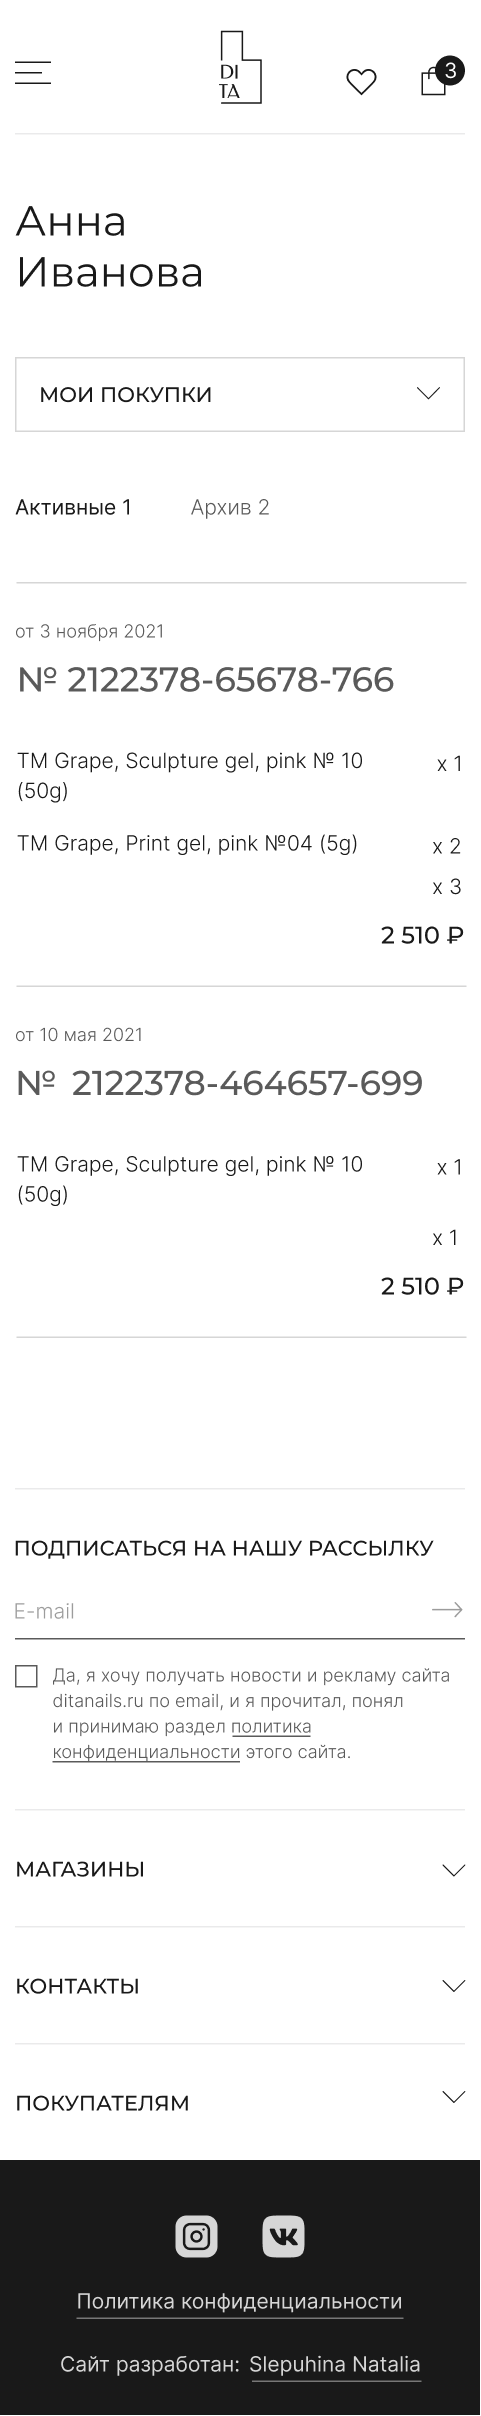 DI
TA
3
Анна
Иванова
МОИ ПОКУПКИ
Активные 1 Архив 2
от 3 ноября 2021
№ 2122378-65678-766
TM Grape, Sculpture gel, pink № 10 x 1
(50g)
TM Grape, Print gel, pink №04 (5g) x 2
x 3
2 510 ₽
от 10 мая 2021
№ 2122378-464657-699
TM Grape, Sculpture gel, pink № 10 x 1
(50g)
x 1
2 510 ₽
ПОДПИСАТЬСЯ НА НАШУ РАССЫЛКУ
E-mail
Да, я хочу получать новости и рекламу сайта
ditanails.ru по email, и я прочитал, понял
и принимаю раздел политика
конфиденциальности этого сайта.
МАГАЗИНЫ
КОНТАКТЫ
ПОКУПАТЕЛЯМ
Политика конфиденциальности
Сайт разработан: Slepuhina Natalia